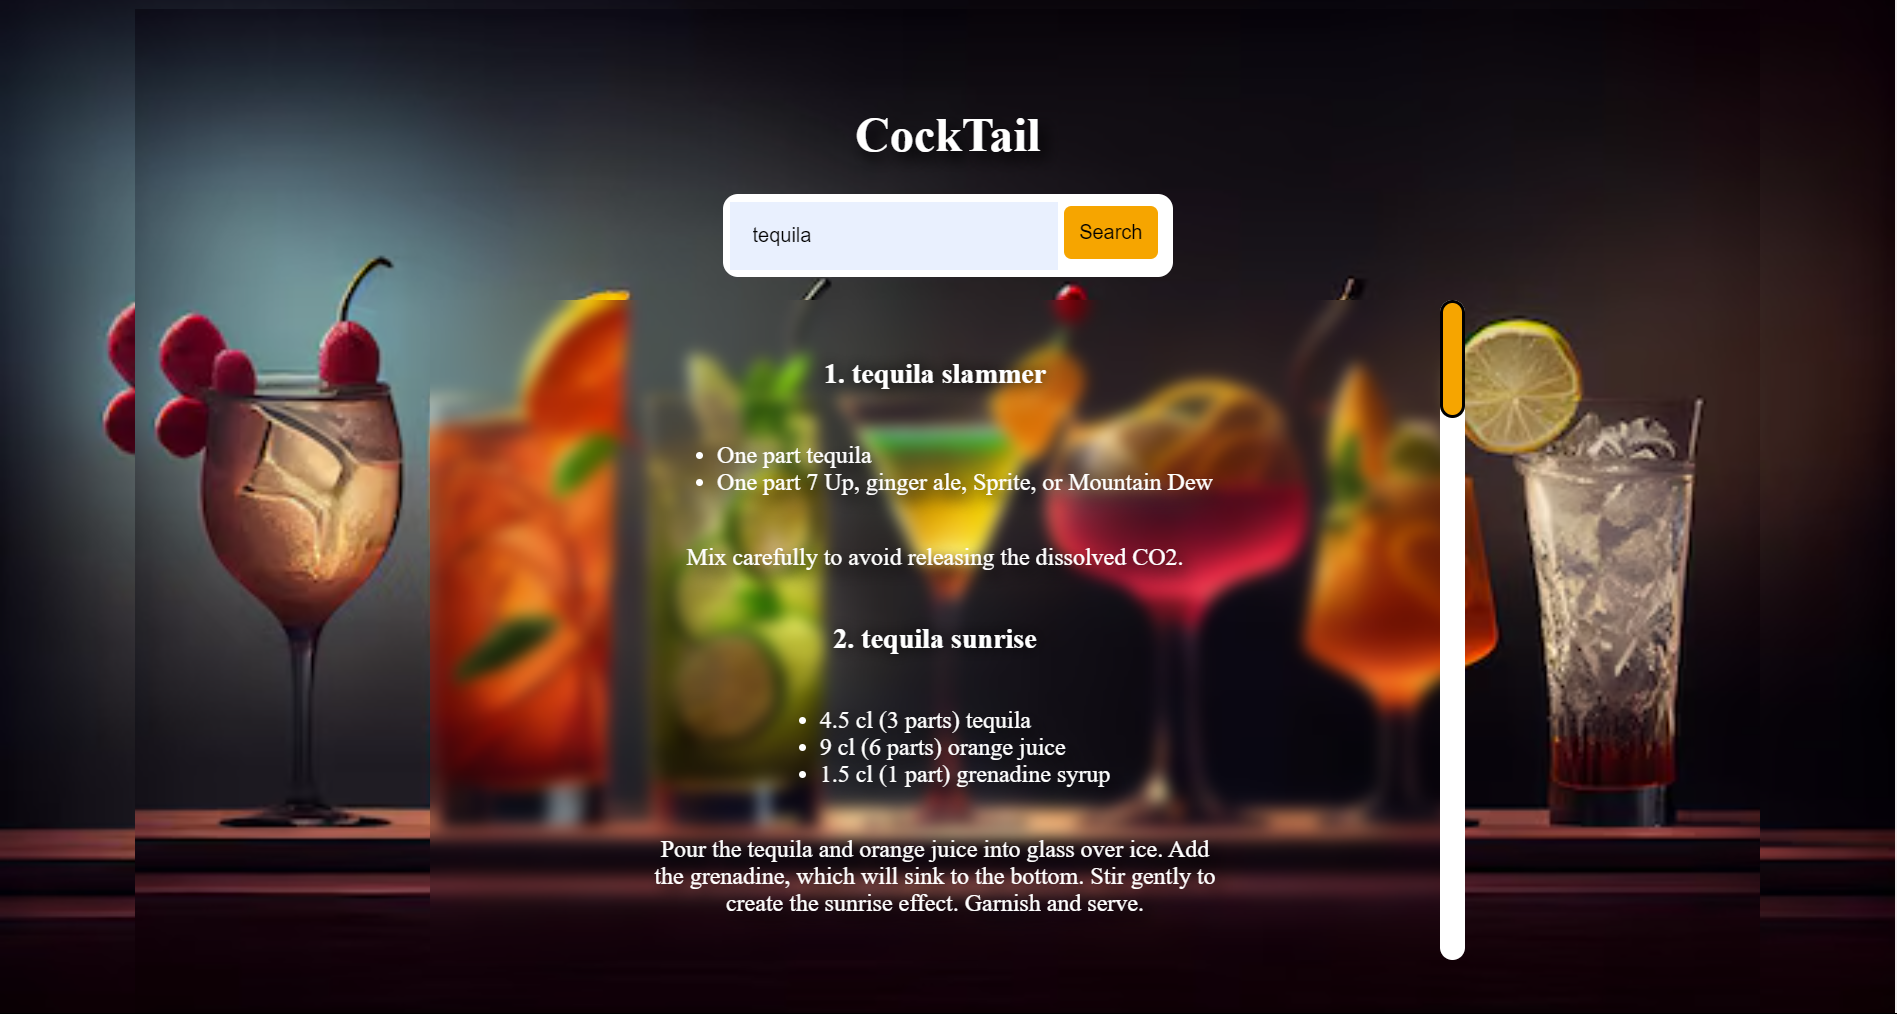 CockTail
tequila
Search
1. tequila slammer
• One part tequila
• One part 7 Up, ginger ale, Sprite, or Mountain Dew
Mix carefully to avoid releasing the dissolved CO2.
2. tequila sunrise
• 4.5 cl (3 parts) tequila
• 9 cl (6 parts) orange juice
• 1.5 cl (1 part) grenadine syrup
Pour the tequila and orange juice into glass over ice. Add
the grenadine, which will sink to the bottom. Stir gently to
create the sunrise effect. Garnish and serve.